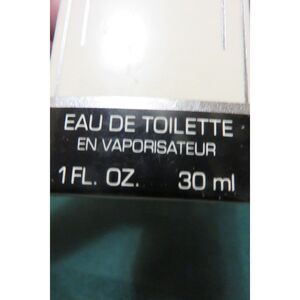 EAU DE TOILETTE
EN VAPORISATEUR
1 FL. OZ. 30 ml